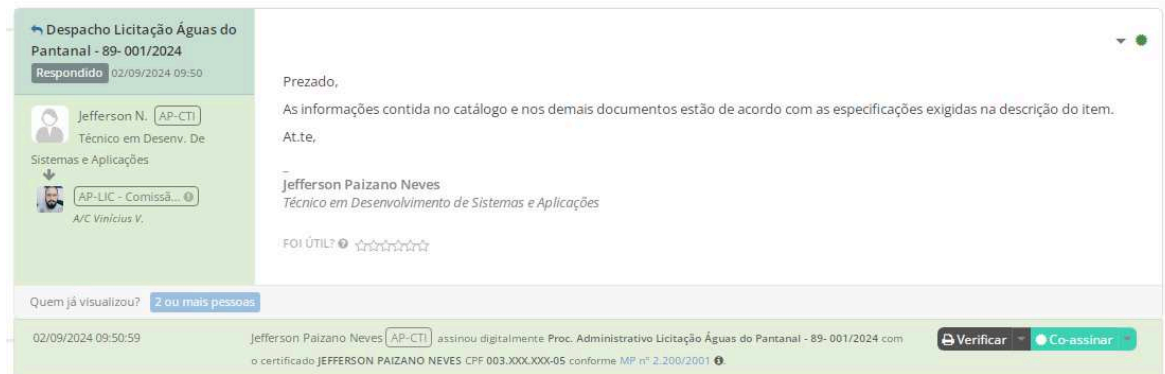 Despacho Licitação Águas do
Pantanal - 89- 001/2024
Respondido 02/09/2024 09:50
Jefferson N. AP-CTI
Técnico em Desenv. De
Sistemas e Aplicações
AP-LIC - Comissã...
A/C Vinícius V.
Prezado,
As informações contida no catálogo e nos demais documentos estão de acordo com as especificações exigidas na descrição do item.
At.te,
_
Jefferson Paizano Neves
Técnico em Desenvolvimento de Sistemas e Aplicações
FOI ÚTIL?
Quem já visualizou? 2 ou mais pessoas
02/09/2024 09:50:59
Jefferson Paizano Neves AP-CTI assinou digitalmente Proc. Administrativo Licitação Águas do Pantanal - 89- 001/2024 com
o certificado JEFFERSON PAIZANO NEVES CPF 003.XXX.XXX-05 conforme MP nº 2.200/2001.
Verificar
Co-assinar